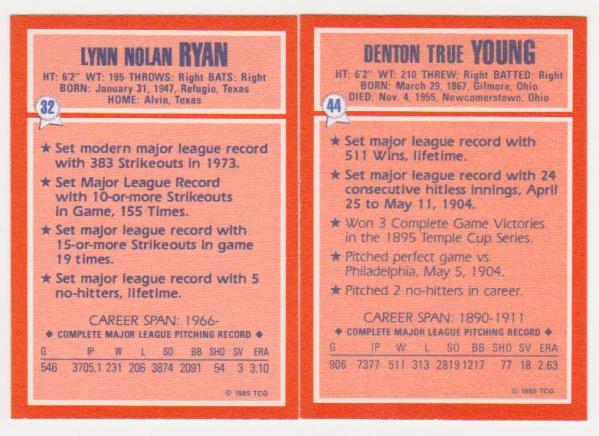 LYNN NOLAN RYAN
HT: 6'2" WT: 195 THROWS: Right BATS: Right
BORN: January 31, 1947, Refugio, Texas
HOME: Alvin, Texas
32
★ Set modern major league record
with 383 Strikeouts in 1973.
★ Set Major League Record
with 10-or-more Strikeouts
in Game, 155 Times.
★ Set major league record with
15-or-more Strikeouts in game
19 times.
★ Set major league record with 5
no-hitters, lifetime.
CAREER SPAN: 1966-
◆ COMPLETE MAJOR LEAGUE PITCHING RECORD ◆
G IP W L SO BB SHO SV ERA
546 3705.1 231 206 3874 2091 54 3 3.10
© 1985 TCG
DENTON TRUE YOUNG
HT: 6'2" WT: 210 THREW: Right BATTED: Right
BORN: March 29, 1867, Gilmore, Ohio
DIED: Nov. 4, 1955, Newcomerstown, Ohio
44
★ Set major league record with
511 Wins, lifetime.
★ Set major league record with 24
consecutive hitless innings, April
25 to May 11, 1904.
★ Won 3 Complete Game Victories
in the 1895 Temple Cup Series.
★ Pitched perfect game vs.
Philadelphia, May 5, 1904.
★ Pitched 2 no-hitters in career.
CAREER SPAN: 1890-1911
◆ COMPLETE MAJOR LEAGUE PITCHING RECORD ◆
G IP W L SO BB SHO SV ERA
906 7377 511 313 2819 1217 77 18 2.63
© 1985 TCG